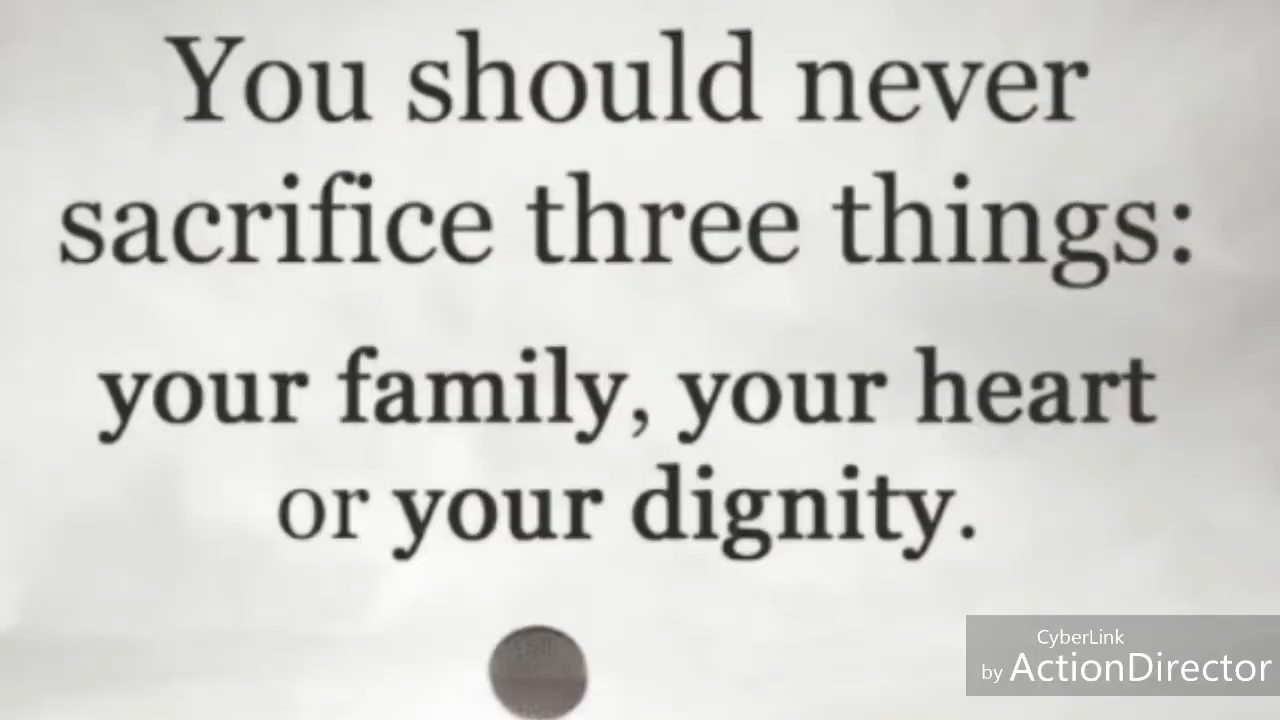 You should never
sacrifice three things:
your family, your heart
or your dignity.
CyberLink
by ActionDirector